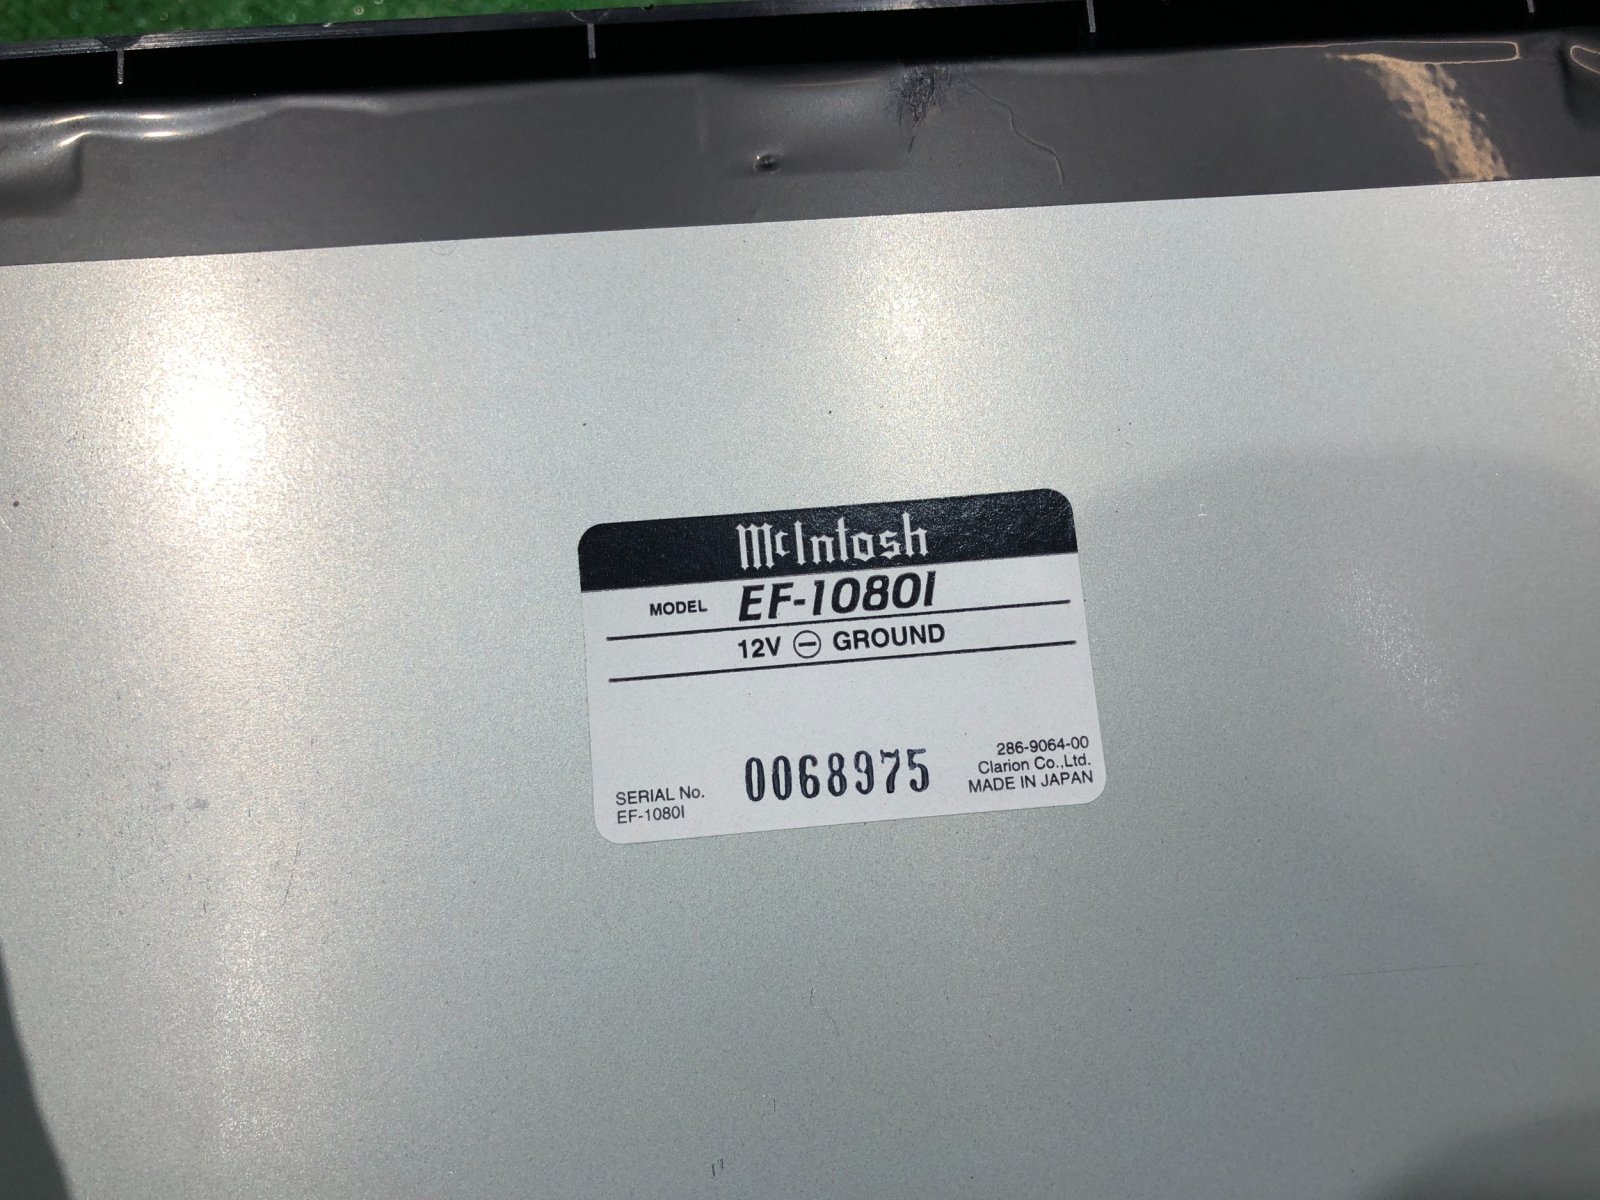 McIntosh
MODEL EF-1080I
12V ⊖ GROUND
SERIAL No. 0068975
EF-1080I
286-9064-00
Clarion Co.,Ltd.
MADE IN JAPAN